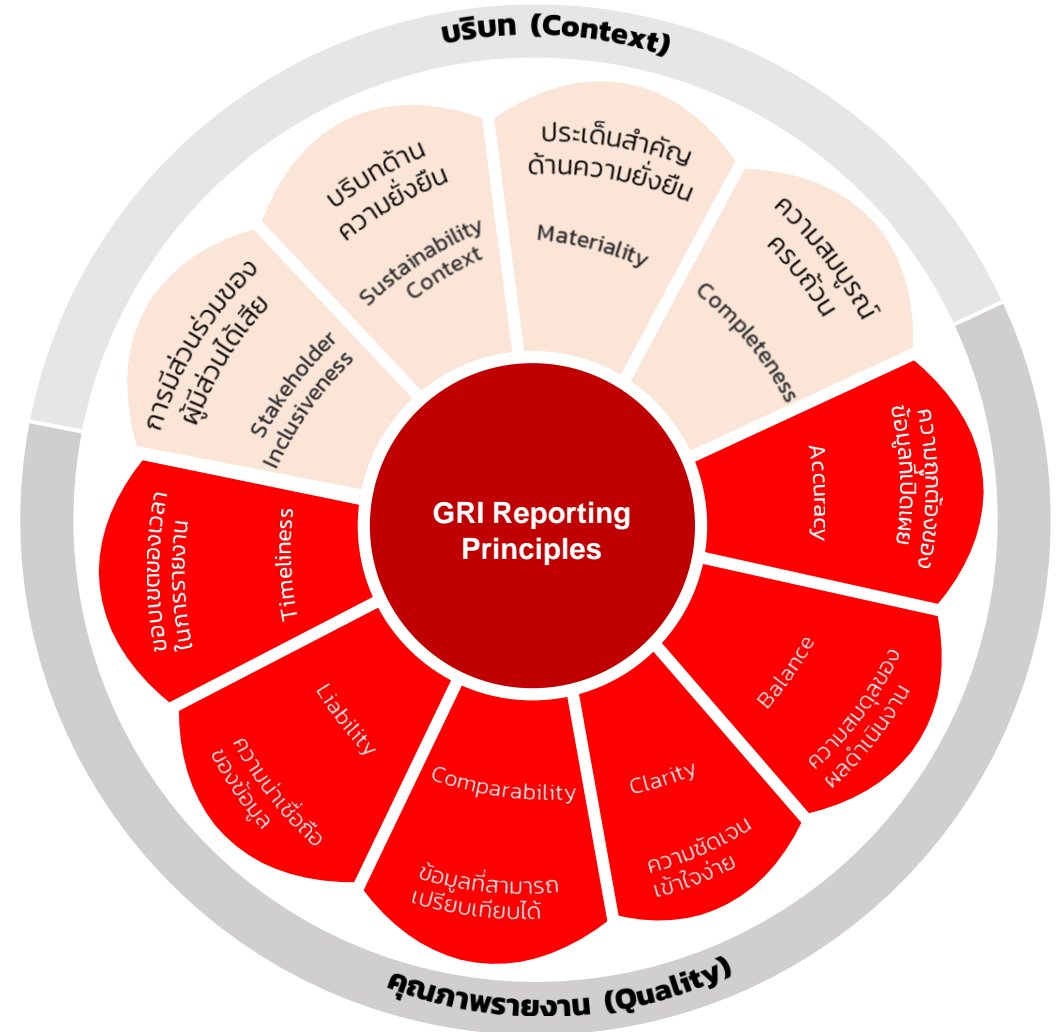 บริบท (Context)
การมีส่วนร่วมของ
ผู้มีส่วนได้เสีย
Stakeholder
Inclusiveness
บริบทด้าน
ความยั่งยืน
Sustainability
Context
ประเด็นสำคัญ
ด้านความยั่งยืน
Materiality
ความสมบูรณ์
ครบถ้วน
Completeness
ความถูกต้องของ
ข้อมูลที่เปิดเผย
Accuracy
Balance
ความสมดุลของ
ผลดำเนินงาน
Clarity
ความชัดเจน
เข้าใจง่าย
Comparability
ข้อมูลที่สามารถ
เปรียบเทียบได้
Liability
ความน่าเชื่อถือ
ของข้อมูล
Timeliness
ขอบเขตของเวลา
ในการรายงาน
GRI Reporting
Principles
คุณภาพรายงาน (Quality)